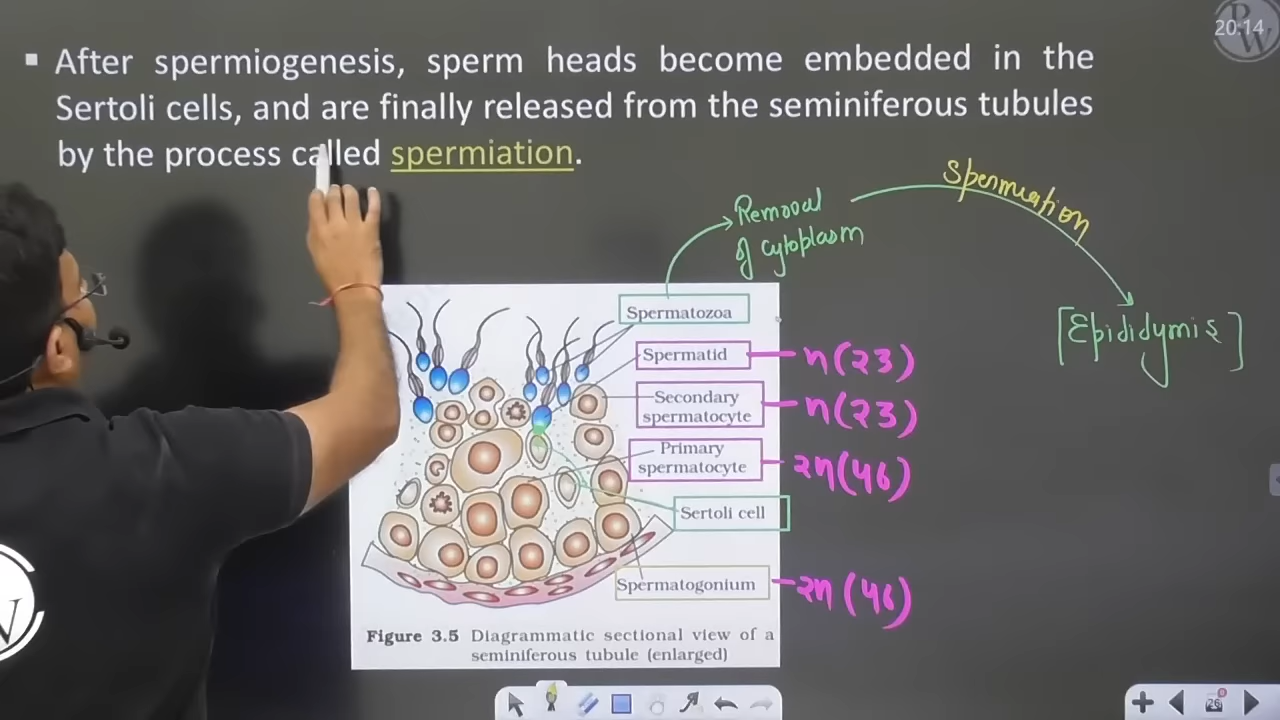 20:14
▪ After spermiogenesis, sperm heads become embedded in the
Sertoli cells, and are finally released from the seminiferous tubules
by the process called spermiation.
Spermiation
Removal
of cytoplasm
[Epididymis]
Spermatozoa
Spermatid – n(23)
Secondary
spermatocyte – n(23)
Primary
spermatocyte – 2n(46)
Sertoli cell
Spermatogonium – 2n (46)
Figure 3.5 Diagrammatic sectional view of a
seminiferous tubule (enlarged)